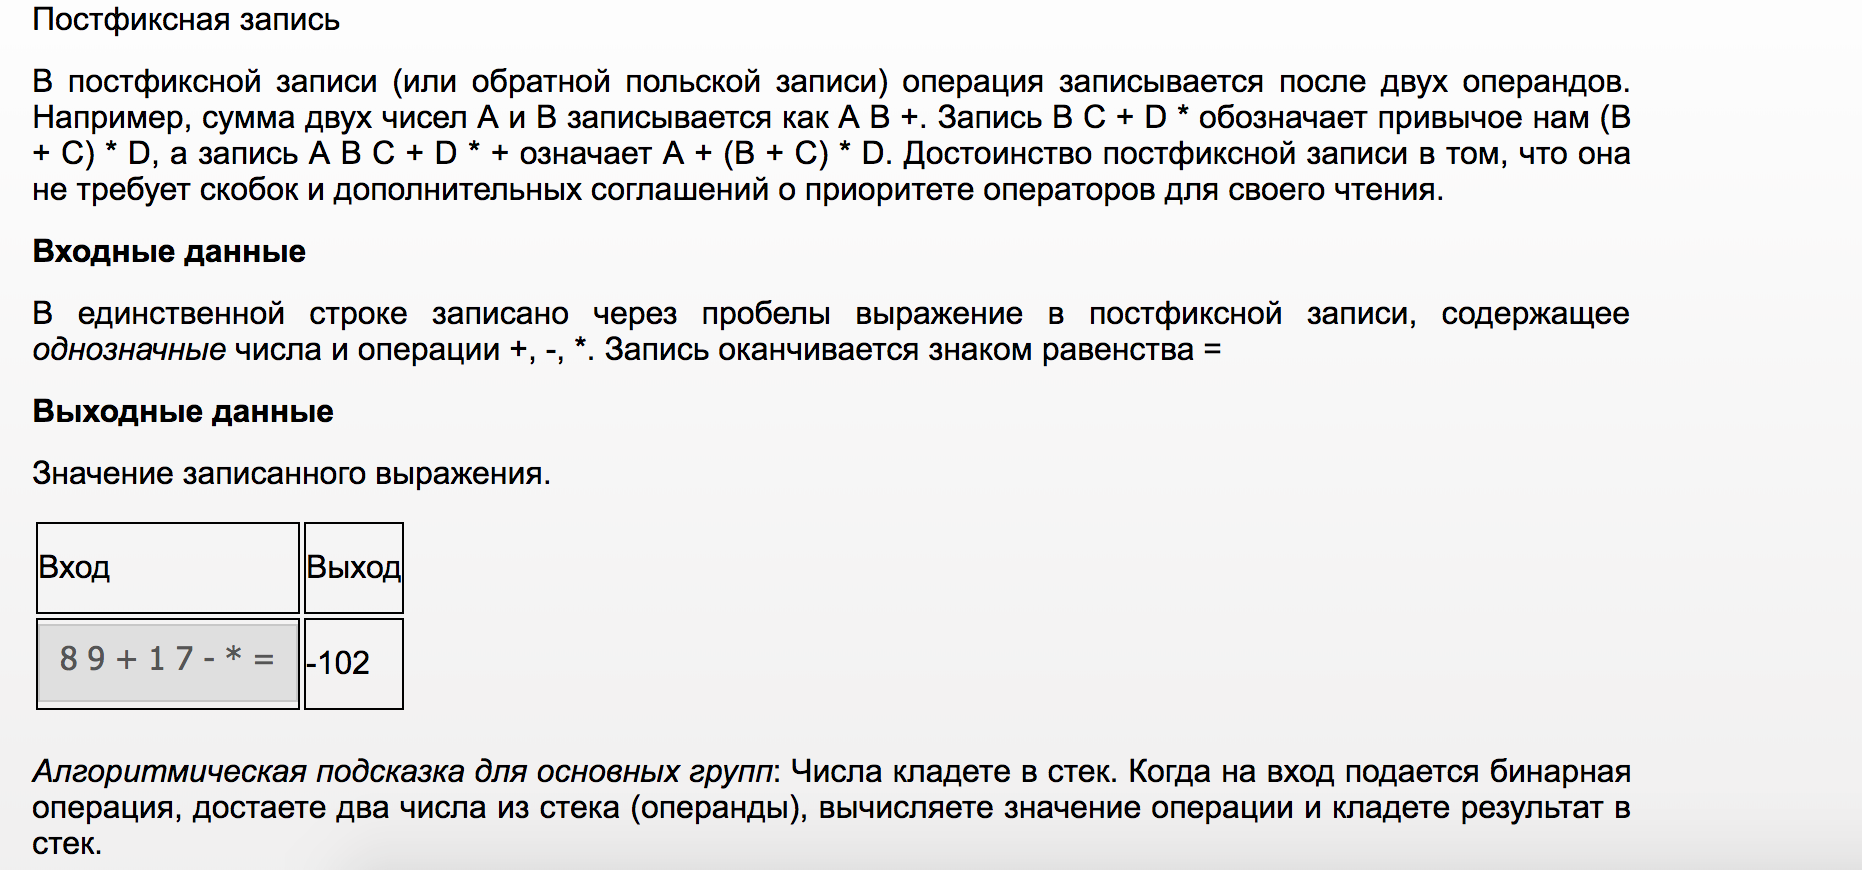 Постфиксная запись
В постфиксной записи (или обратной польской записи) операция записывается после двух операндов.
Например, сумма двух чисел A и B записывается как A B +. Запись B C + D * обозначает привычое нам (B
+ C) * D, а запись A B C + D * + означает A + (B + C) * D. Достоинство постфиксной записи в том, что она
не требует скобок и дополнительных соглашений о приоритете операторов для своего чтения.
Входные данные
В единственной строке записано через пробелы выражение в постфиксной записи, содержащее
однозначные числа и операции +, -, *. Запись оканчивается знаком равенства =
Выходные данные
Значение записанного выражения.
Вход Выход
8 9 + 1 7 - * = -102
Алгоритмическая подсказка для основных групп: Числа кладете в стек. Когда на вход подается бинарная
операция, достаете два числа из стека (операнды), вычисляете значение операции и кладете результат в
стек.